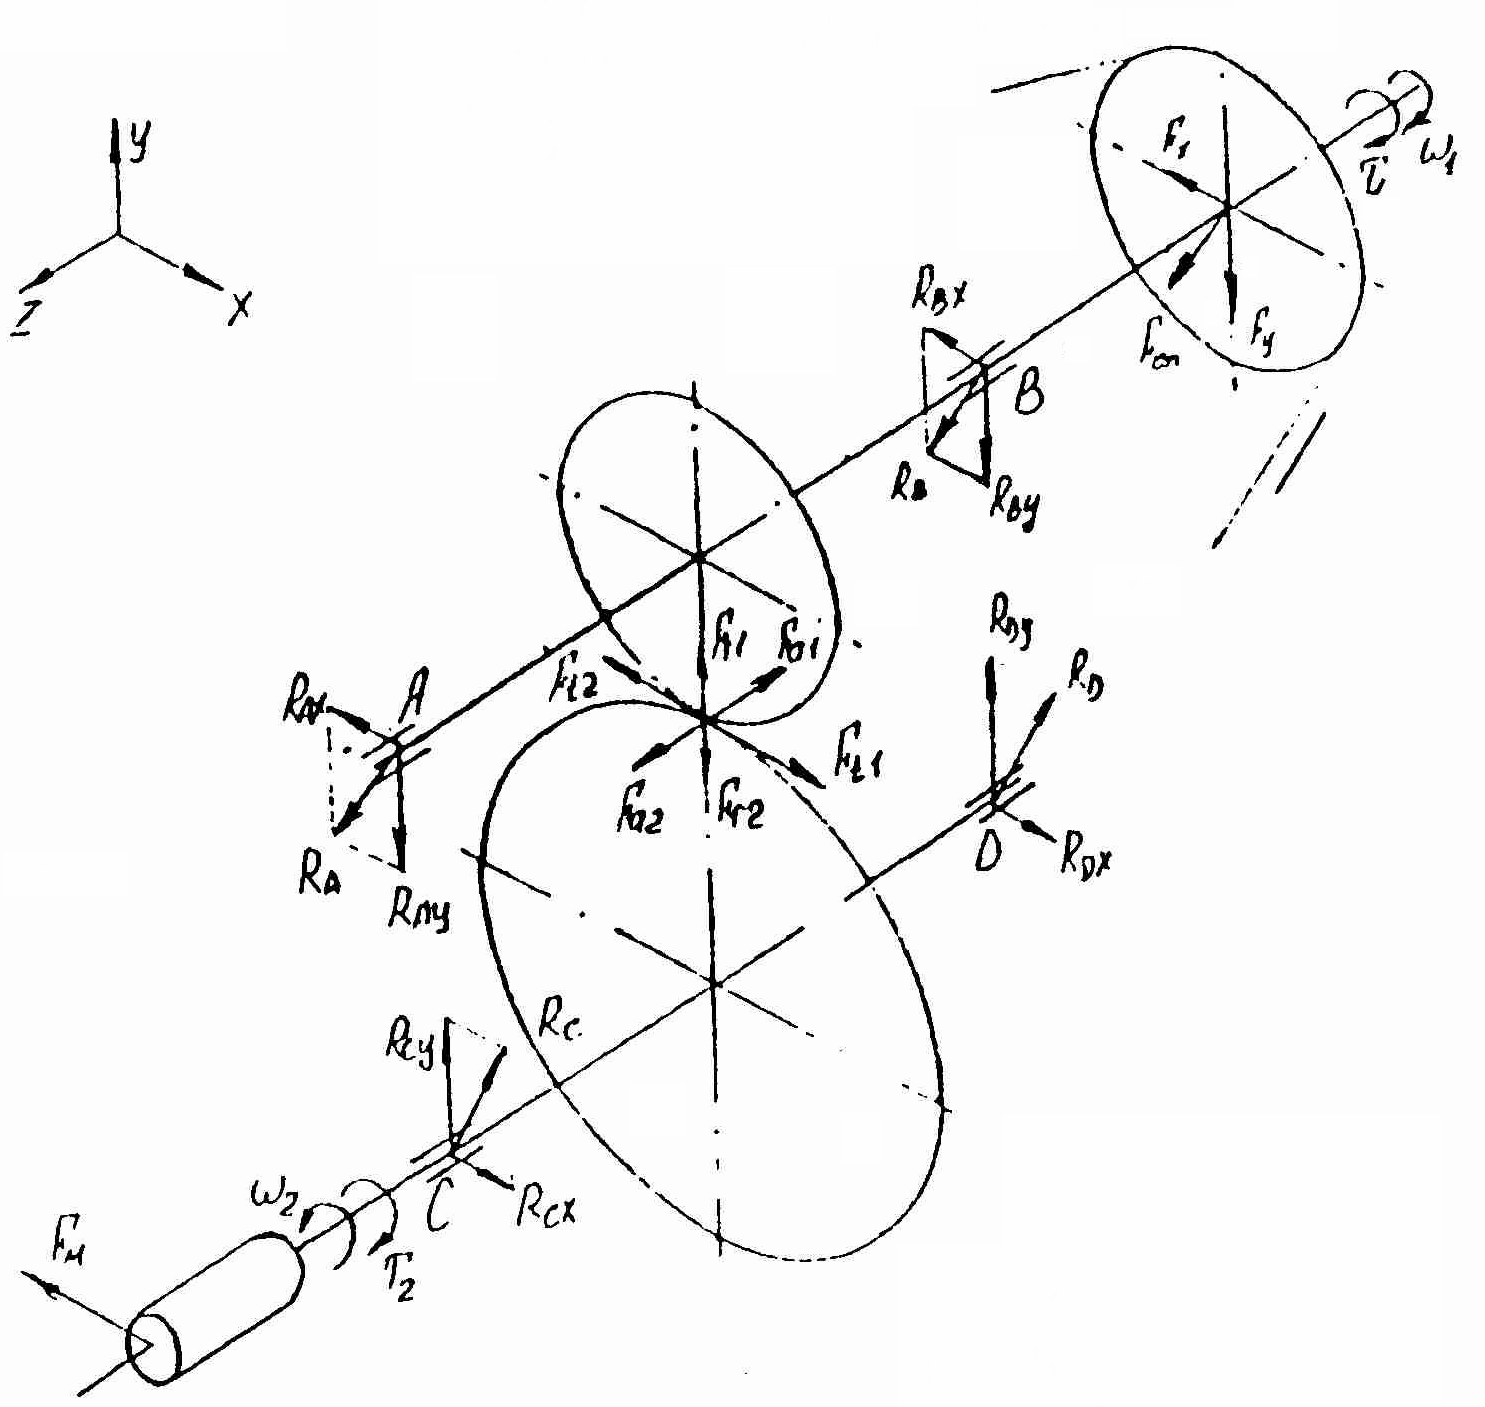 y
z
x
F₁
τ
ω₁
Fоп
Fy
RBx
B
RB
RBy
Fr1
Fa1
Ft2
RAx
A
Ft1
Fa2
Fr2
RA
RAy
RDy
RD
D
RDx
RCy
RC
RCx
C
ω₂
T₂
Fм